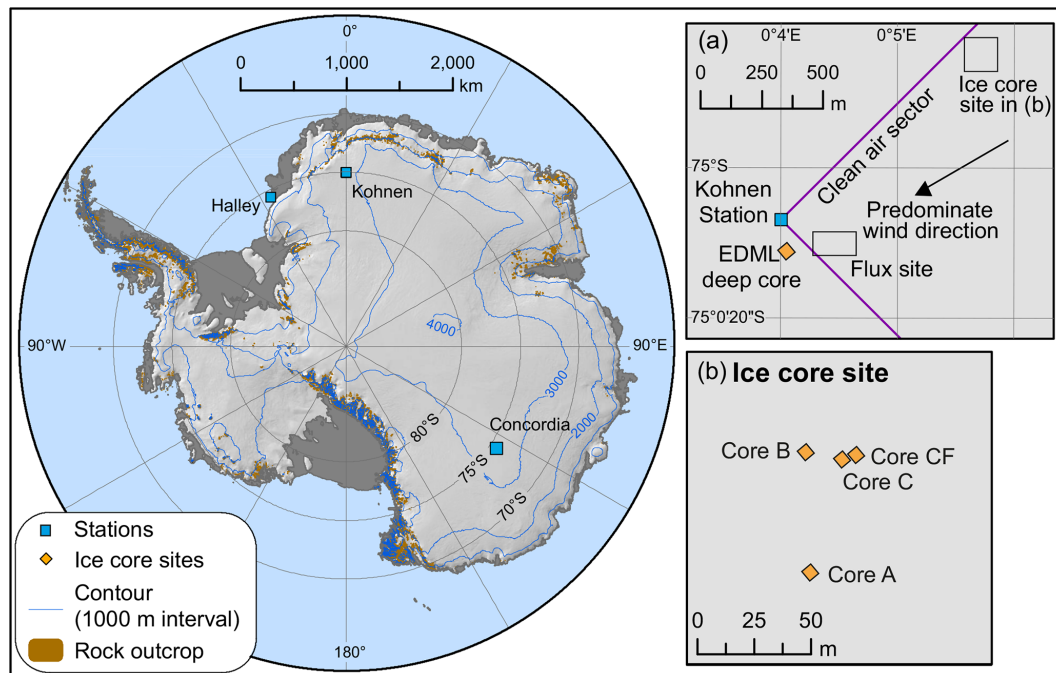 0°
0
1,000
2,000
km
Halley
Kohnen
90°W
90°E
4000
3000
2000
Concordia
80°S
75°S
70°S
180°
Stations
Ice core sites
Contour
(1000 m interval)
Rock outcrop
(a)
0°4'E
0°5'E
0
250
500
m
Ice core
site in (b)
Clean air sector
75°S
Kohnen
Station
Predominate
wind direction
EDML
deep core
Flux site
75°0'20"S
(b) Ice core site
Core B
Core CF
Core C
Core A
0
25
50
m